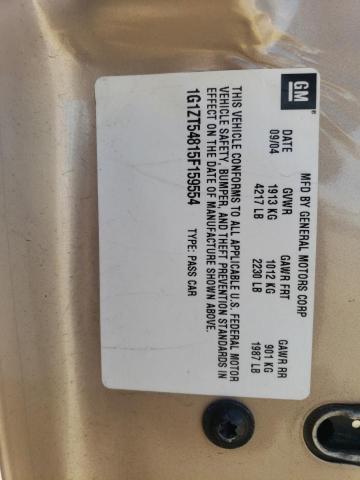 GM
MFD BY GENERAL MOTORS CORP
DATE GVWR GAWR FRT GAWR RR
09/04 1913 KG 1012 KG 901 KG
4217 LB 2230 LB 1987 LB
THIS VEHICLE CONFORMS TO ALL APPLICABLE U.S. FEDERAL MOTOR
VEHICLE SAFETY, BUMPER, AND THEFT PREVENTION STANDARDS IN
EFFECT ON THE DATE OF MANUFACTURE SHOWN ABOVE.
1G1ZT54815F159554 TYPE: PASS CAR